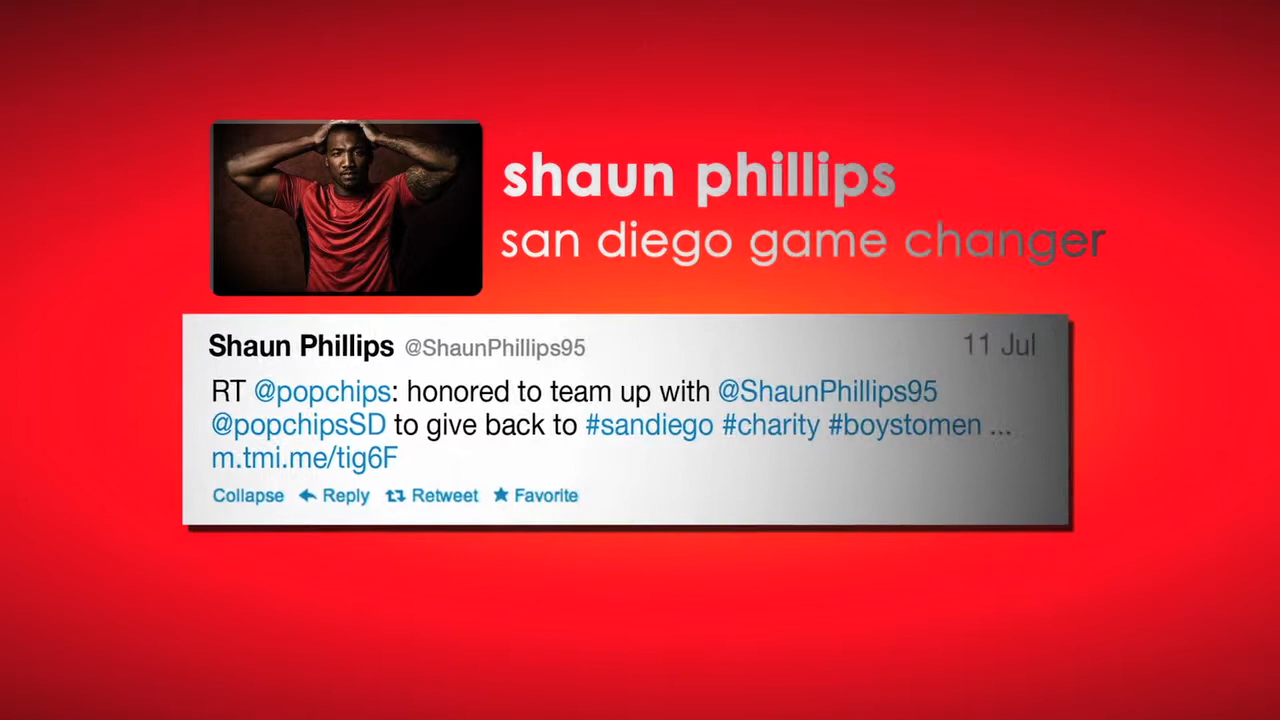 shaun phillips
san diego game changer
Shaun Phillips @ShaunPhillips95 11 Jul
RT @popchips: honored to team up with @ShaunPhillips95
@popchipsSD to give back to #sandiego #charity #boystomen ...
m.tmi.me/tig6F
Collapse Reply Retweet Favorite